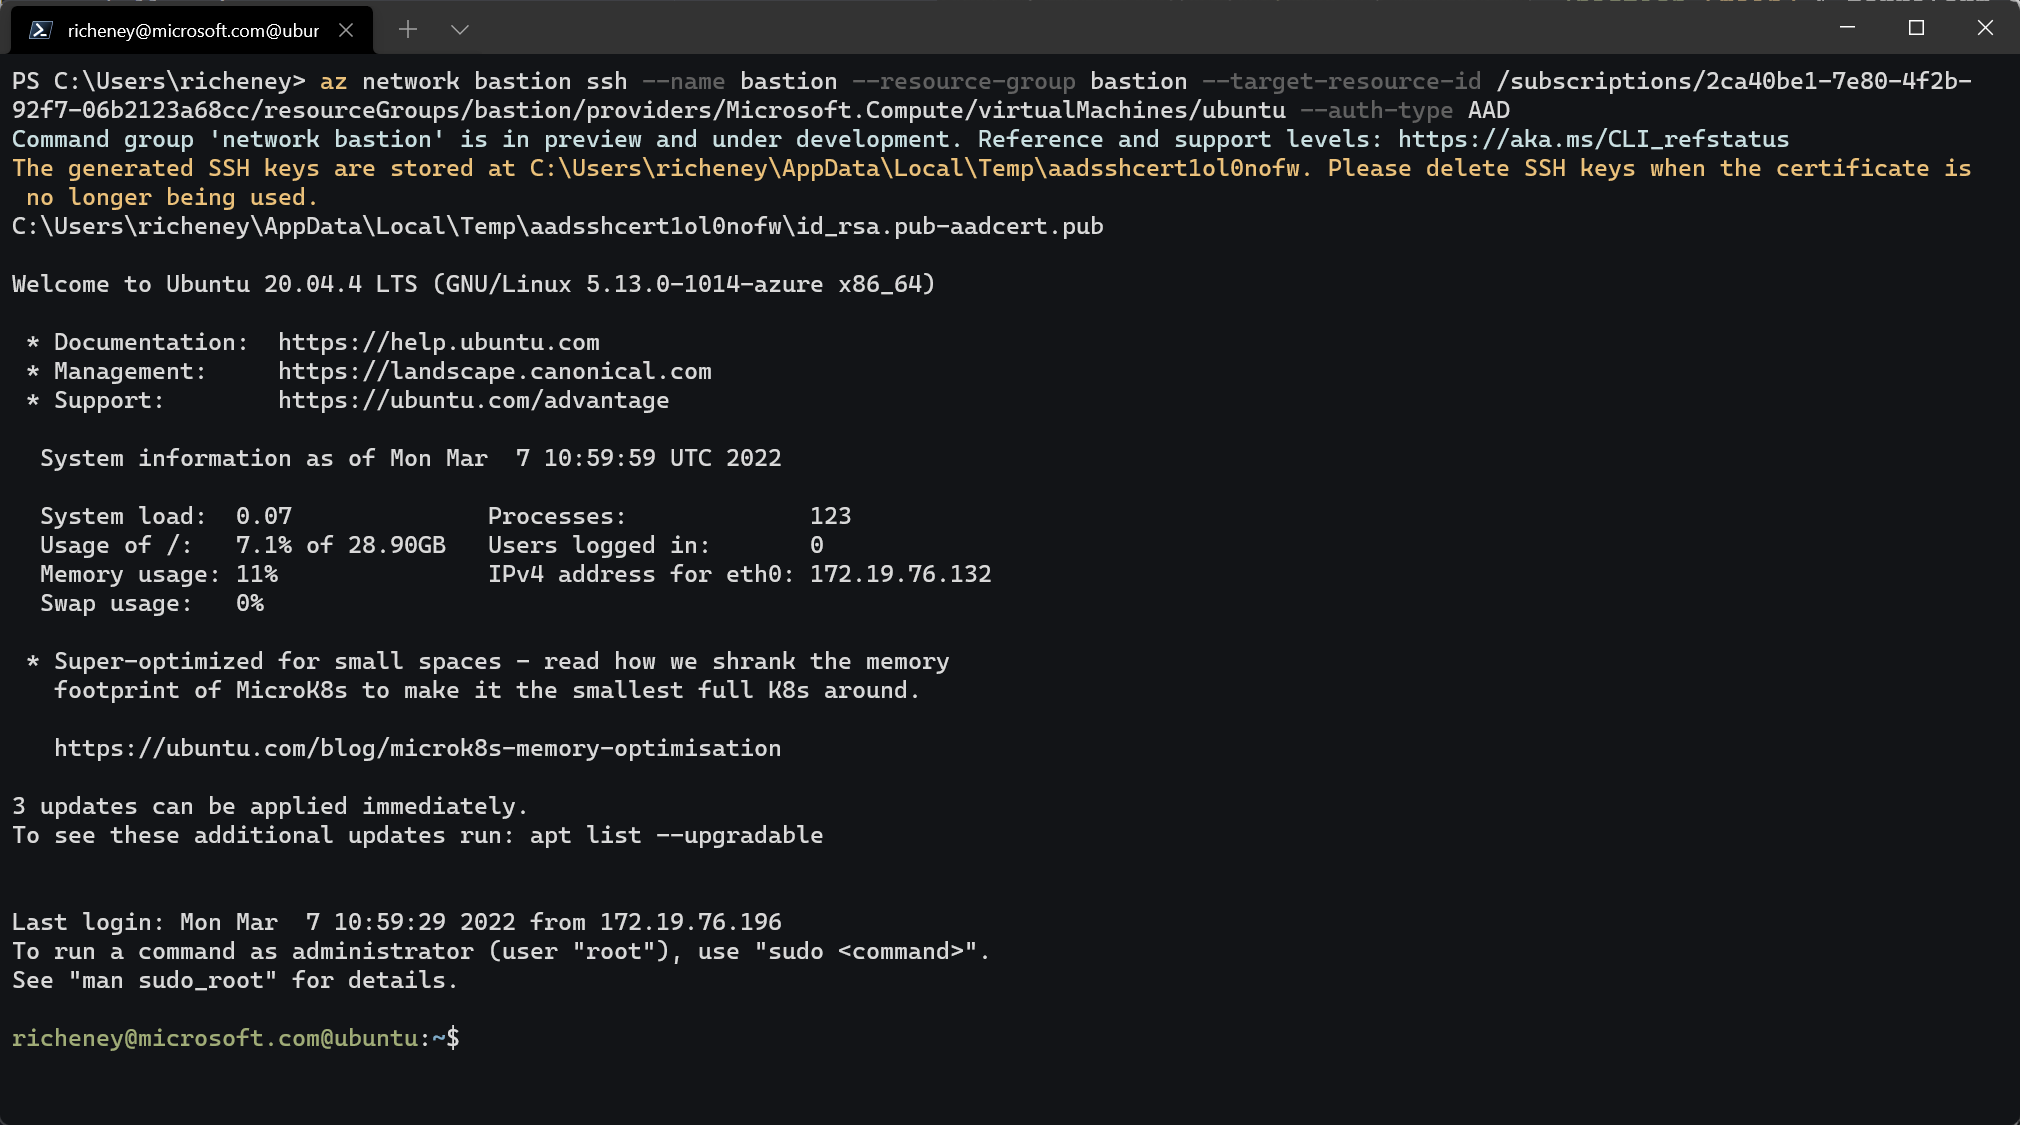 richeney@microsoft.com@ubur
PS C:\Users\richeney> az network bastion ssh --name bastion --resource-group bastion --target-resource-id /subscriptions/2ca40be1-7e80-4f2b-
92f7-06b2123a68cc/resourceGroups/bastion/providers/Microsoft.Compute/virtualMachines/ubuntu --auth-type AAD
Command group 'network bastion' is in preview and under development. Reference and support levels: https://aka.ms/CLI_refstatus
The generated SSH keys are stored at C:\Users\richeney\AppData\Local\Temp\aadsshcert1ol0nofw. Please delete SSH keys when the certificate is
 no longer being used.
C:\Users\richeney\AppData\Local\Temp\aadsshcert1ol0nofw\id_rsa.pub-aadcert.pub
Welcome to Ubuntu 20.04.4 LTS (GNU/Linux 5.13.0-1014-azure x86_64)
 * Documentation:  https://help.ubuntu.com
 * Management:     https://landscape.canonical.com
 * Support:        https://ubuntu.com/advantage
  System information as of Mon Mar  7 10:59:59 UTC 2022
  System load:  0.07              Processes:             123
  Usage of /:   7.1% of 28.90GB   Users logged in:       0
  Memory usage: 11%               IPv4 address for eth0: 172.19.76.132
  Swap usage:   0%
 * Super-optimized for small spaces - read how we shrank the memory
   footprint of MicroK8s to make it the smallest full K8s around.
   https://ubuntu.com/blog/microk8s-memory-optimisation
3 updates can be applied immediately.
To see these additional updates run: apt list --upgradable
Last login: Mon Mar  7 10:59:29 2022 from 172.19.76.196
To run a command as administrator (user "root"), use "sudo <command>".
See "man sudo_root" for details.
richeney@microsoft.com@ubuntu:~$